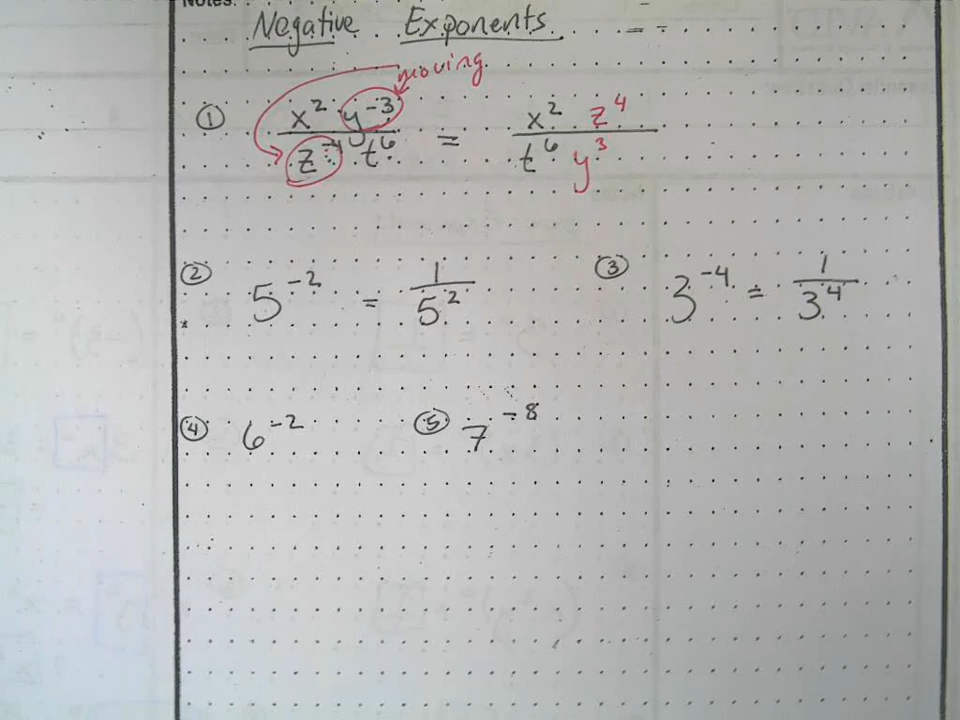 Notes:
Negative Exponents
moving
① x² y⁻³ / z⁻⁴ t⁶ = x² z⁴ / t⁶ y³
② 5⁻² = 1 / 5² ③ 3⁻⁴ = 1 / 3⁴
④ 6⁻² ⑤ 7⁻⁸